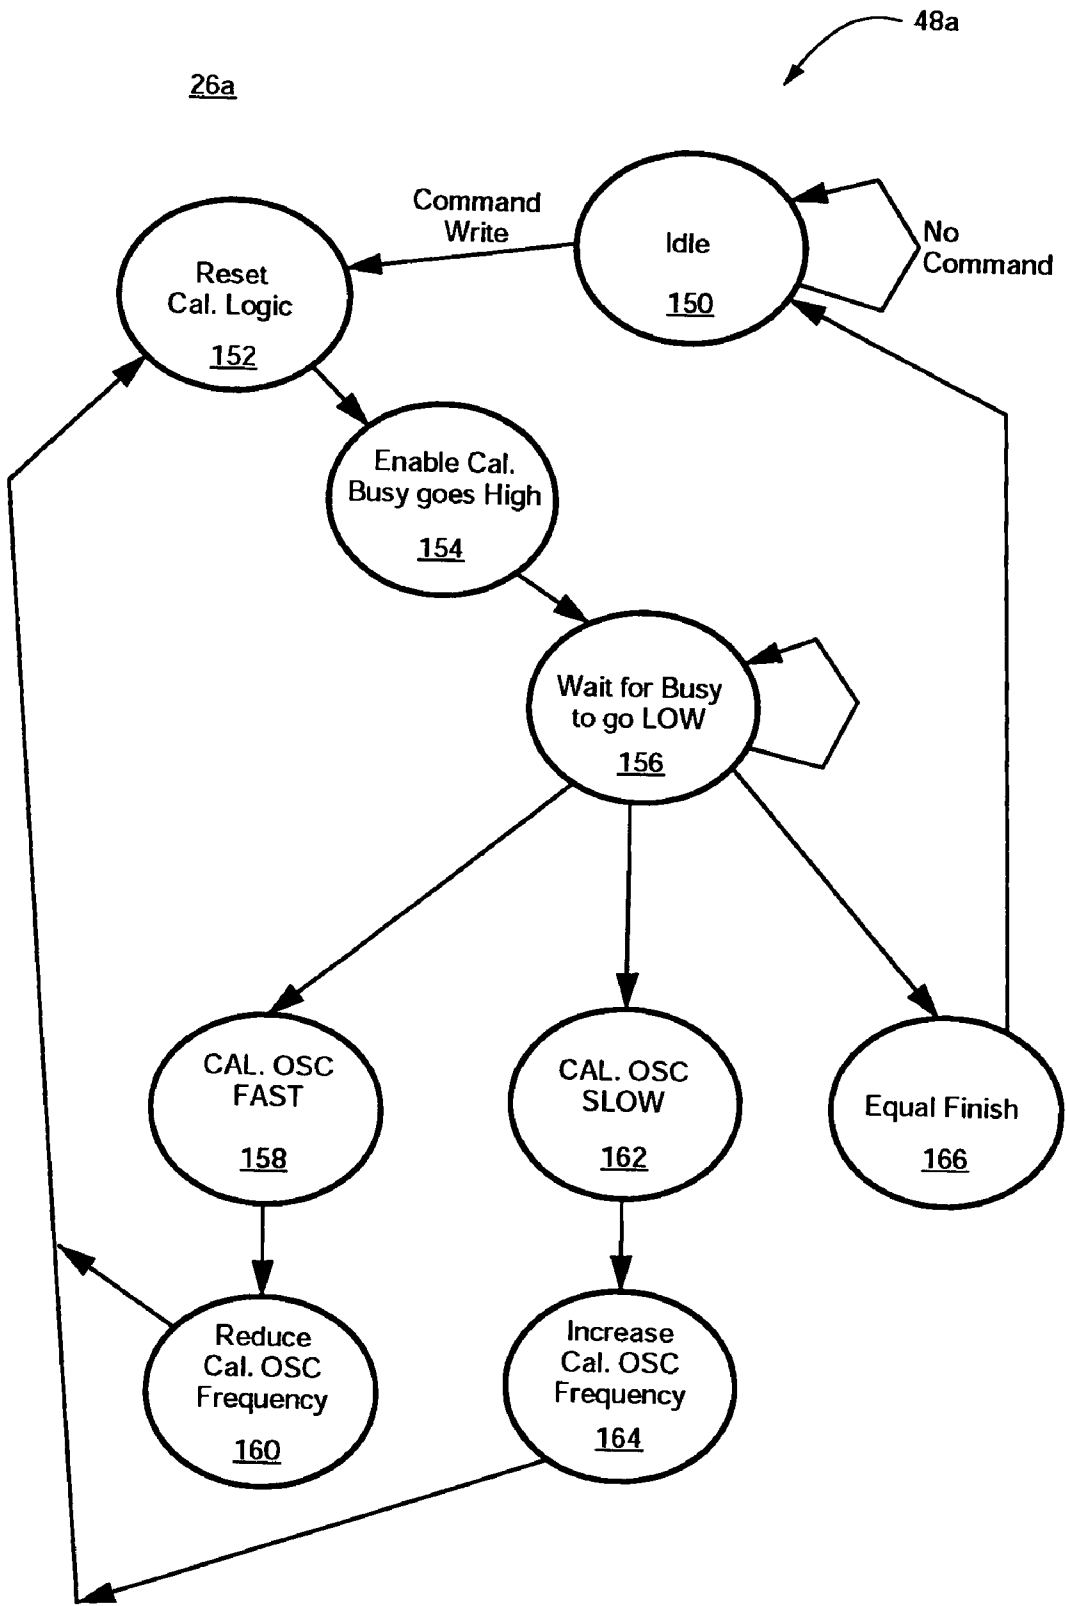 48a
26a
Command
Write
Idle
150
No
Command
Reset
Cal. Logic
152
Enable Cal.
Busy goes High
154
Wait for Busy
to go LOW
156
CAL. OSC
FAST
158
CAL. OSC
SLOW
162
Equal Finish
166
Reduce
Cal. OSC
Frequency
160
Increase
Cal. OSC
Frequency
164